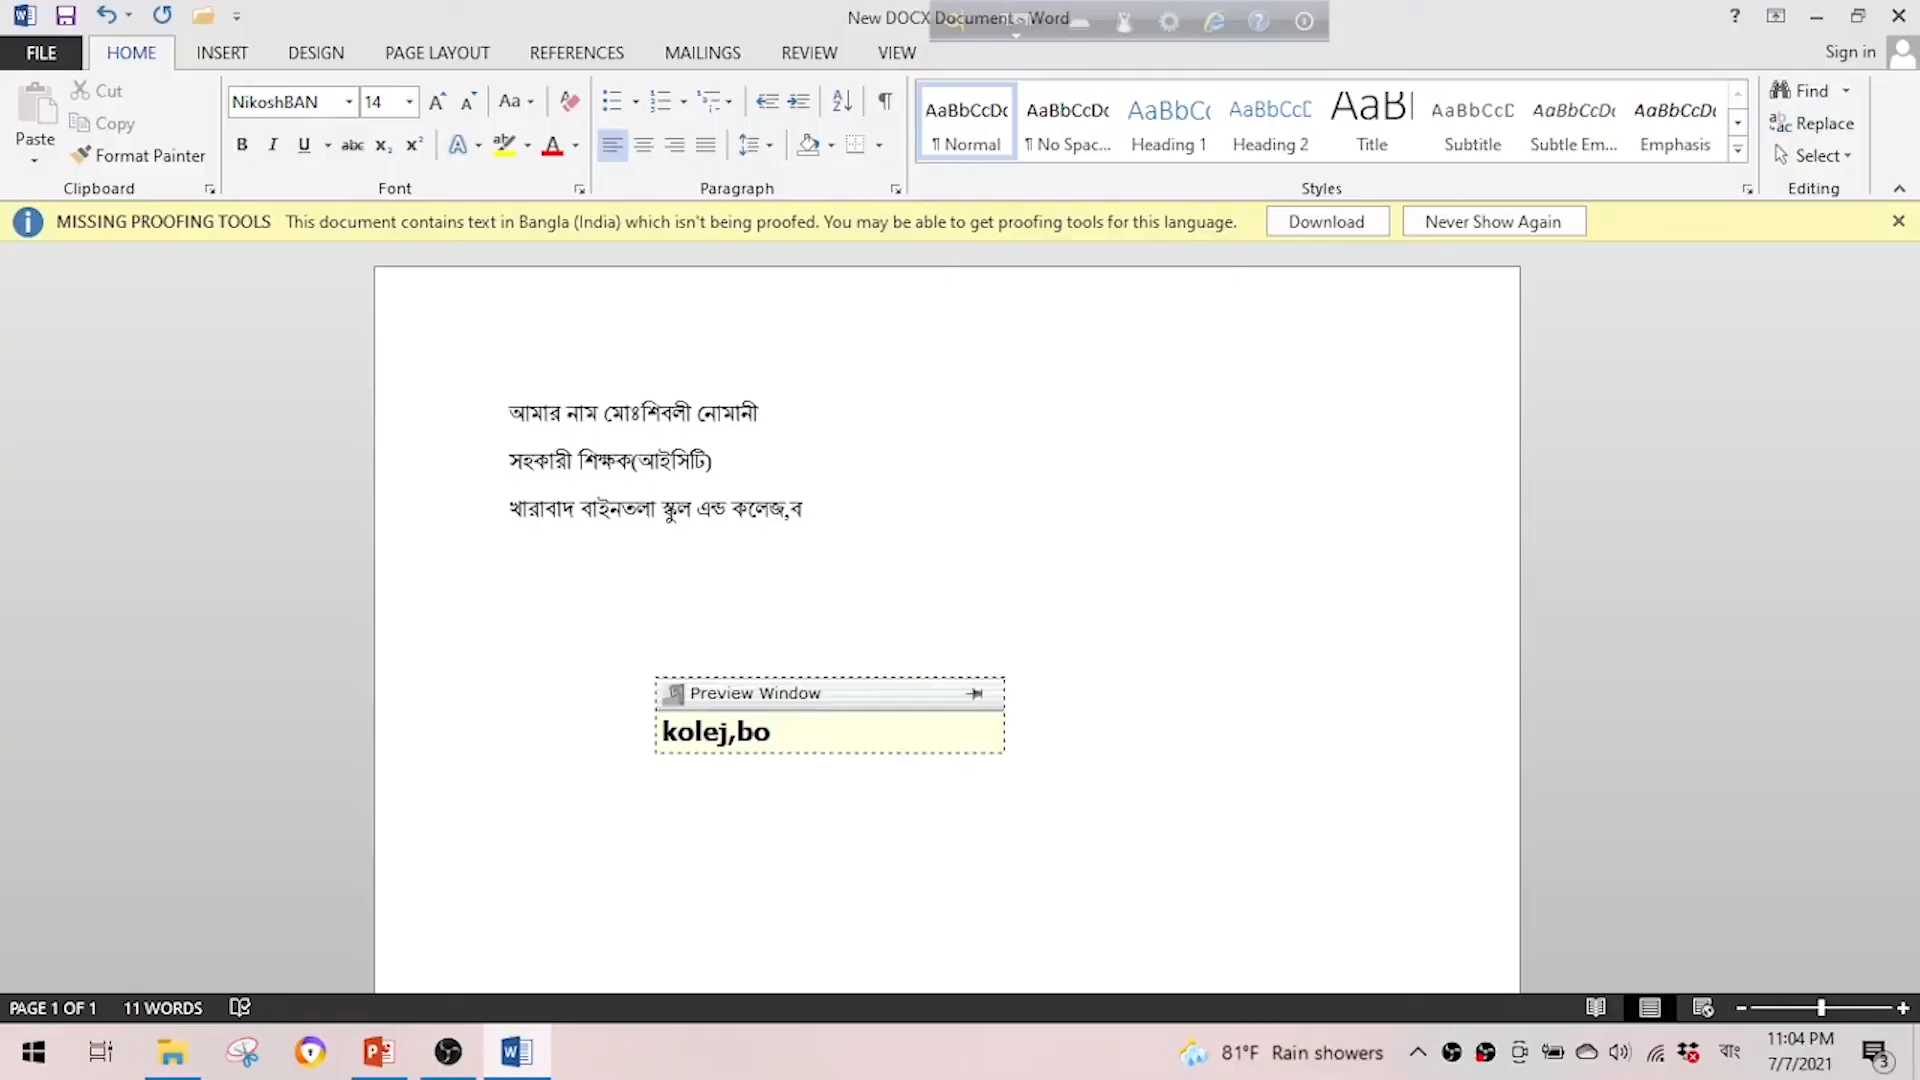 New DOCX Document - Word
FILE HOME INSERT DESIGN PAGE LAYOUT REFERENCES MAILINGS REVIEW VIEW Sign in
Paste Cut Copy Format Painter Clipboard
NikoshBAN 14 Aa Font
Paragraph
AaBbCcDc ¶ Normal
AaBbCcDc ¶ No Spac...
AaBbC( Heading 1
AaBbCcD Heading 2
AaB Title
AaBbCcD Subtitle
AaBbCcDc Subtle Em...
AaBbCcDc Emphasis
Styles
Find Replace Select Editing
MISSING PROOFING TOOLS This document contains text in Bangla (India) which isn't being proofed. You may be able to get proofing tools for this language. Download Never Show Again
আমার নাম মোঃশিবলী নোমানী
সহকারী শিক্ষক(আইসিটি)
খারাবাদ বাইনতলা স্কুল এন্ড কলেজ,ব
Preview Window
kolej,bo
PAGE 1 OF 1 11 WORDS
81°F Rain showers বাং 11:04 PM
7/7/2021 3